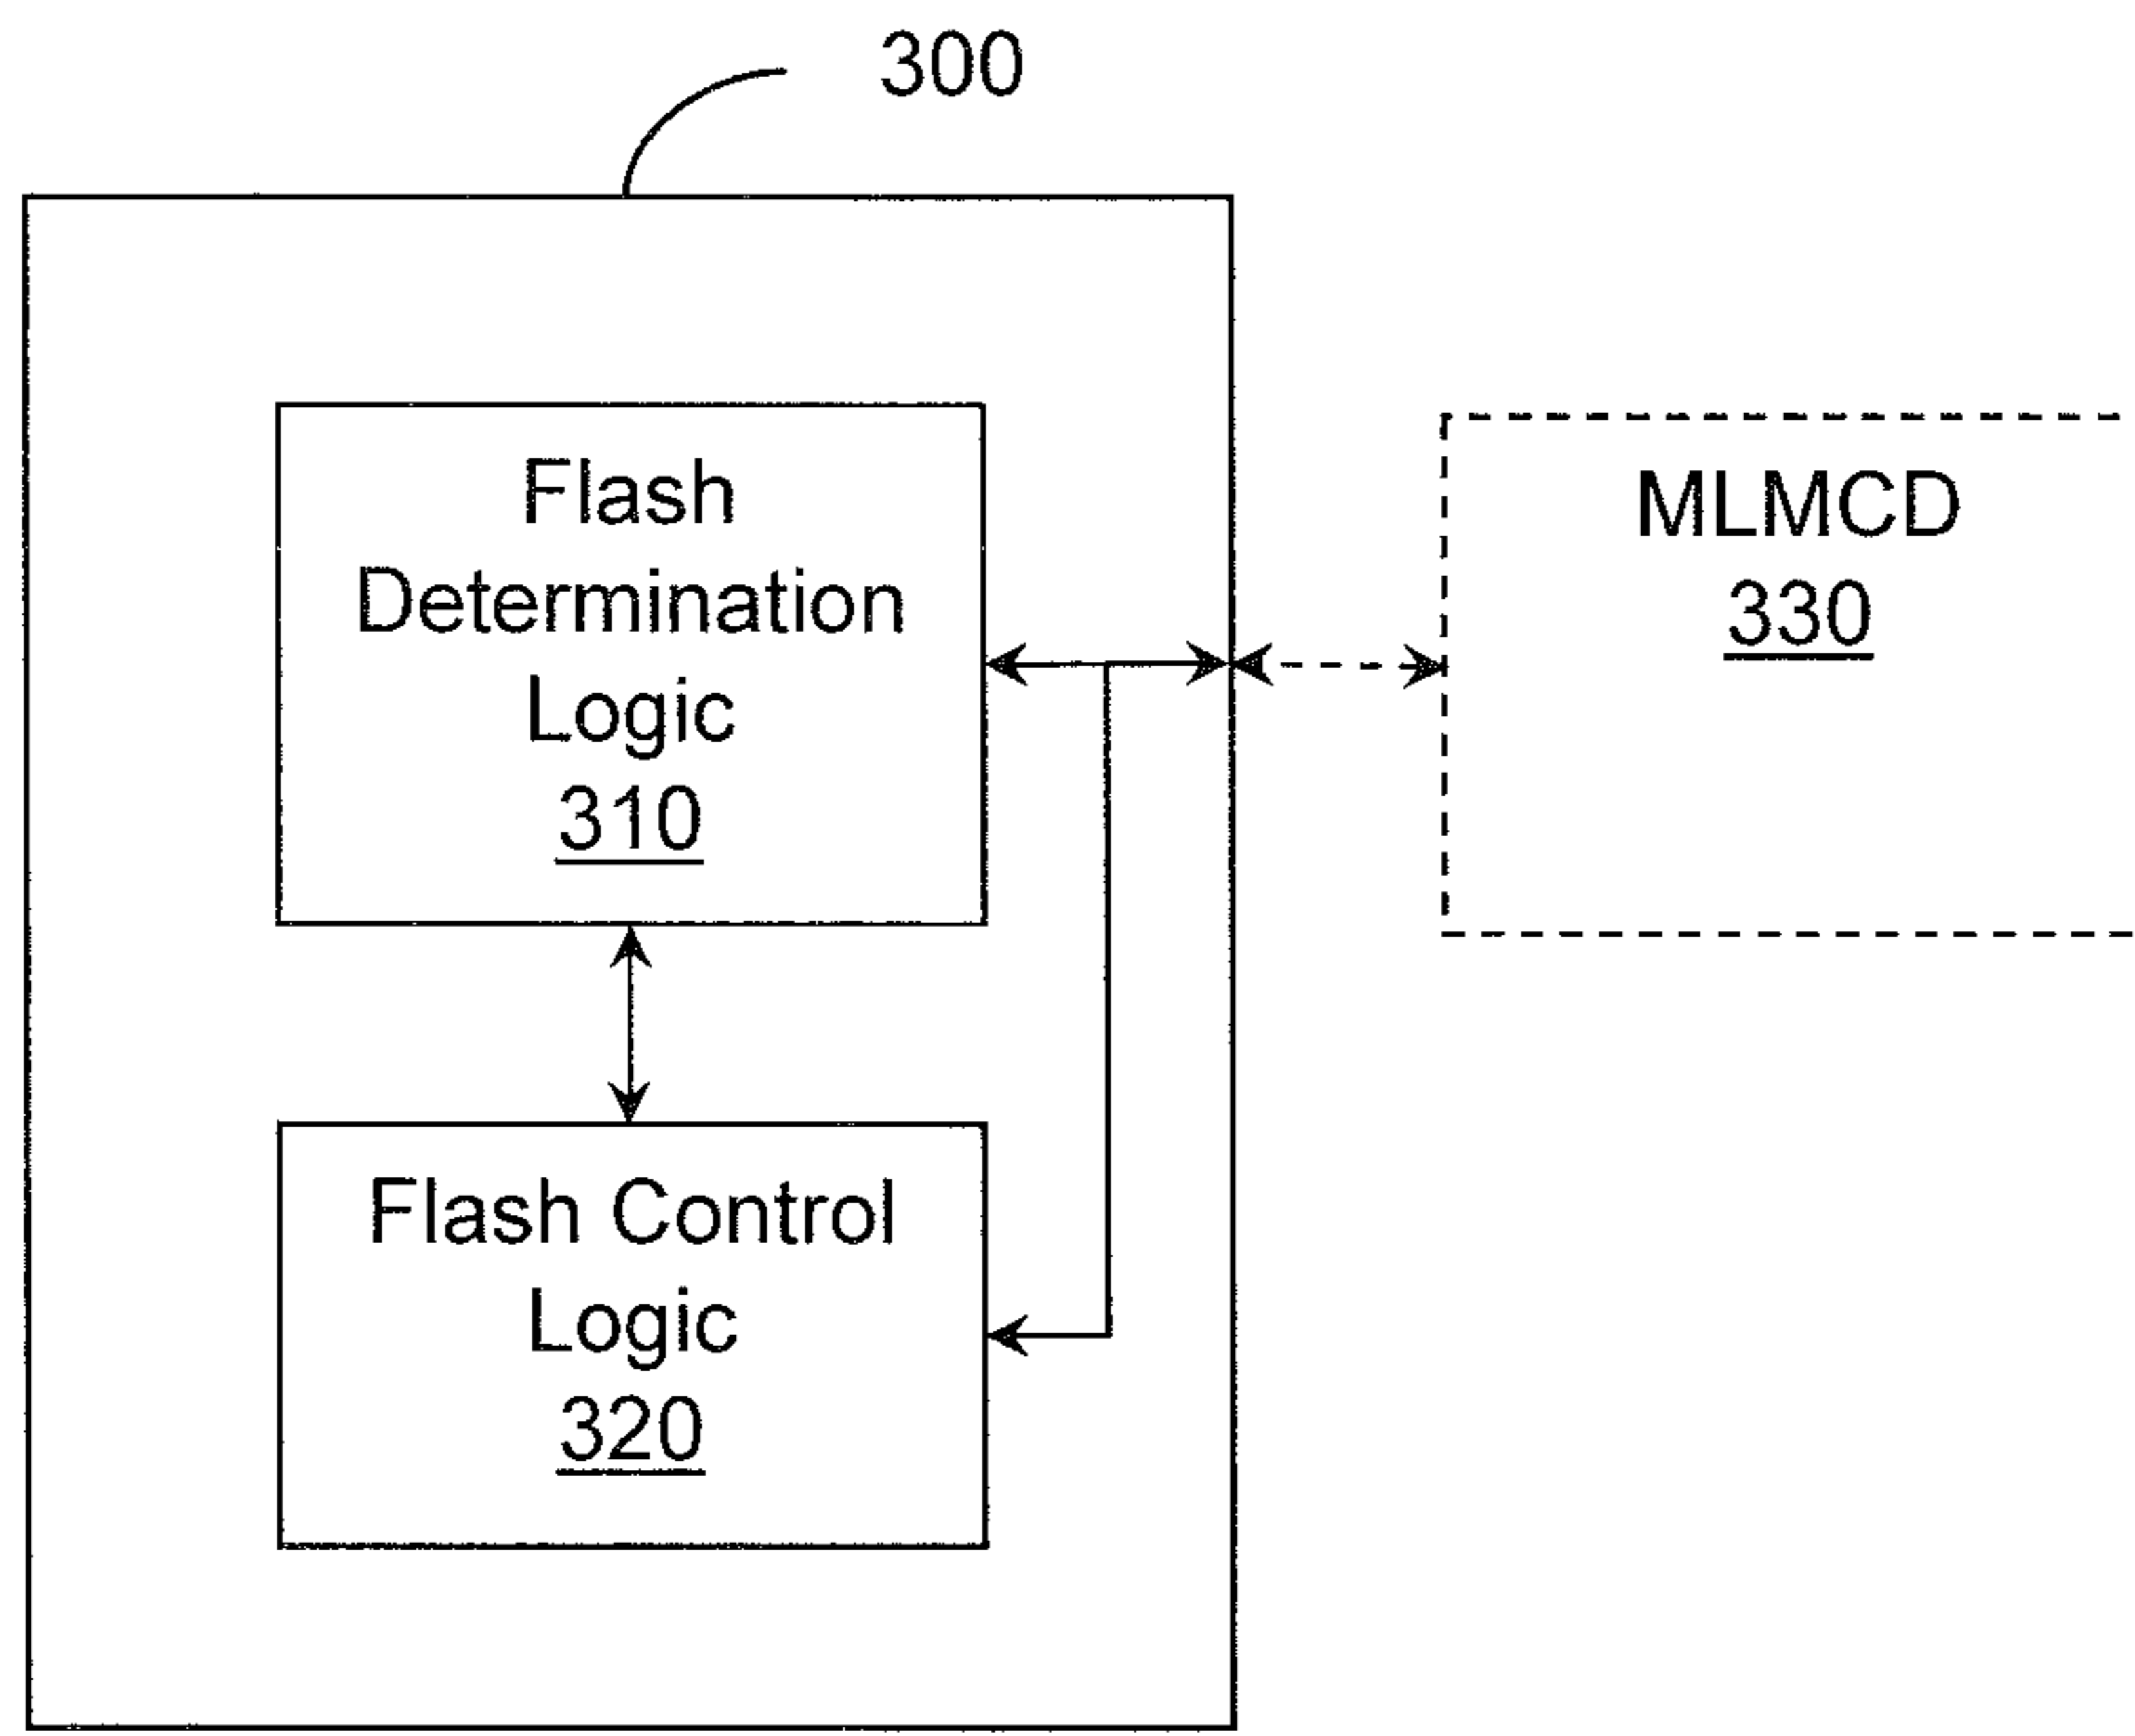 300
Flash
Determination
Logic
310
MLMCD
330
Flash Control
Logic
320